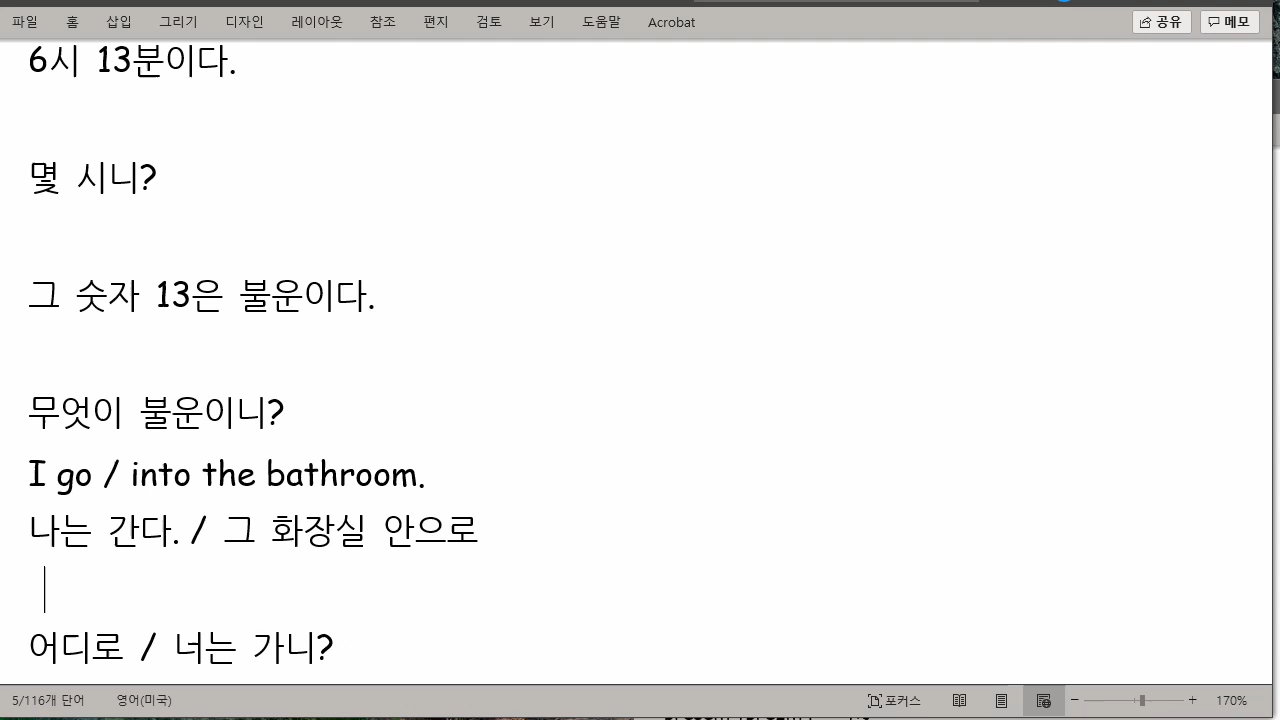 파일 홈 삽입 그리기 디자인 레이아웃 참조 편지 검토 보기 도움말 Acrobat 공유 메모
6시 13분이다.
몇 시니?
그 숫자 13은 불운이다.
무엇이 불운이니?
I go / into the bathroom.
나는 간다. / 그 화장실 안으로
어디로 / 너는 가니?
5/116개 단어 영어(미국) 포커스 170%